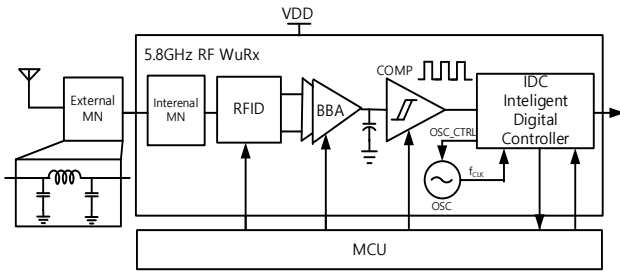 VDD
5.8GHz RF WuRx
External
MN
Interenal
MN
RFID
BBA
COMP
IDC
Inteligent
Digital
Controller
OSC_CTRL
fCLK
OSC
MCU